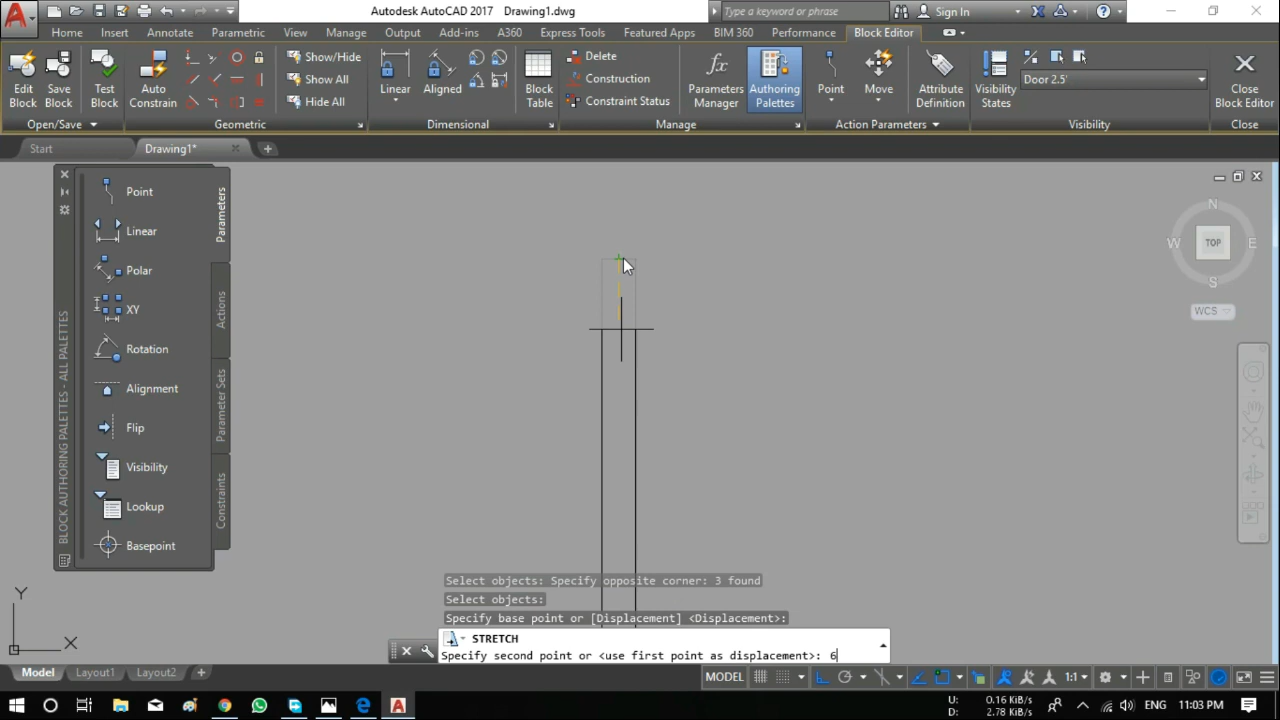 Autodesk AutoCAD 2017 Drawing1.dwg
Type a keyword or phrase
Sign In
Home Insert Annotate Parametric View Manage Output Add-ins A360 Express Tools Featured Apps BIM 360 Performance Block Editor
Edit Block
Save Block
Test Block
Auto Constrain
Show/Hide
Show All
Hide All
Linear
Aligned
Block Table
Delete
Construction
Constraint Status
Parameters Manager
Authoring Palettes
Point
Move
Attribute Definition
Visibility States
Door 2.5'
Close Block Editor
Open/Save
Geometric
Dimensional
Manage
Action Parameters
Visibility
Close
Start
Drawing1*
Point
Linear
Polar
XY
Rotation
Alignment
Flip
Visibility
Lookup
Basepoint
Parameters
Actions
Parameter Sets
Constraints
BLOCK AUTHORING PALETTES - ALL PALETTES
N
W TOP E
S
WCS
Y
X
Select objects: Specify opposite corner: 3 found
Select objects:
Specify base point or [Displacement] <Displacement>:
STRETCH
Specify second point or <use first point as displacement>: 6
Model Layout1 Layout2
MODEL
1:1
U: 0.16 KiB/s
D: 2.78 KiB/s
ENG 11:03 PM